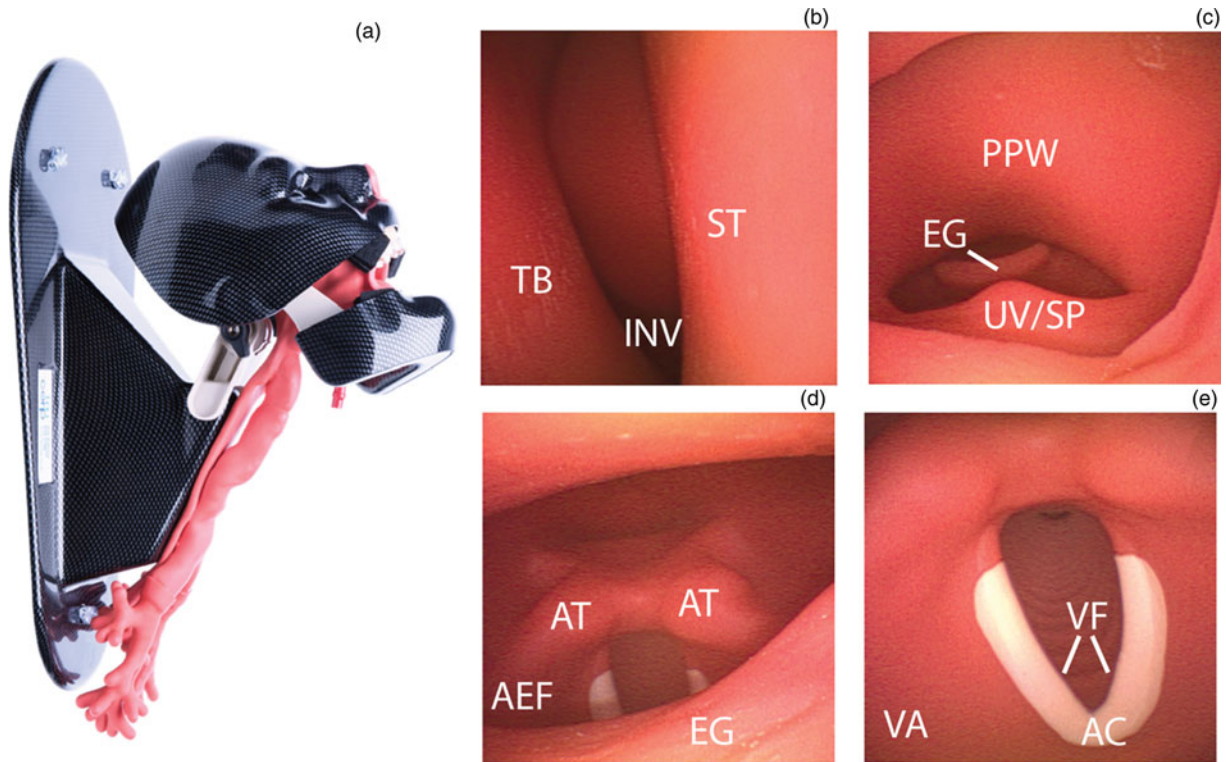 (a)
(b)
TB
ST
INV
(c)
PPW
EG
UV/SP
(d)
AT AT
AEF
EG
(e)
VF
VA
AC